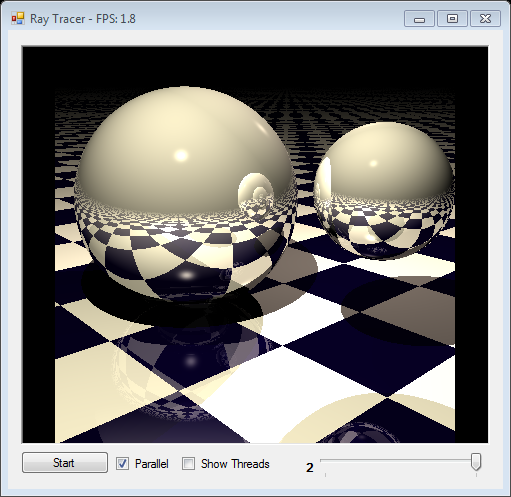 Ray Tracer - FPS: 1.8
Start
Parallel
Show Threads
2